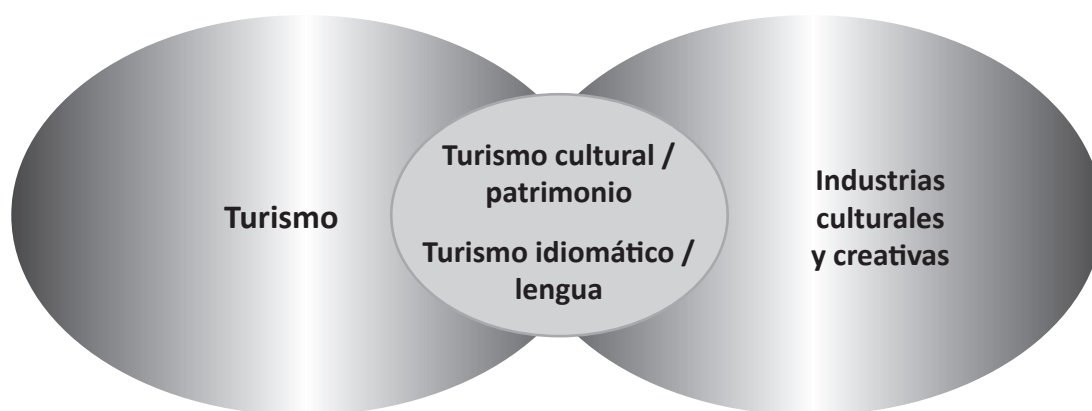 Turismo
Turismo cultural /
patrimonio
Turismo idiomático /
lengua
Industrias
culturales
y creativas